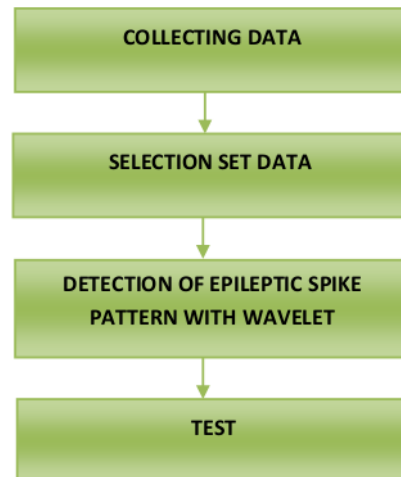 COLLECTING DATA
SELECTION SET DATA
DETECTION OF EPILEPTIC SPIKE
PATTERN WITH WAVELET
TEST